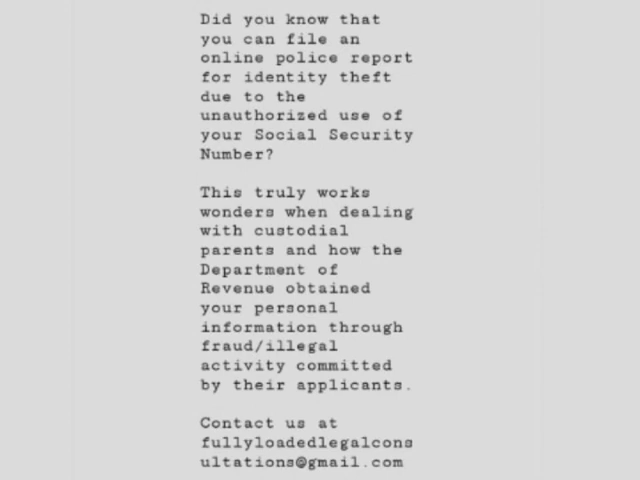 Did you know that
you can file an
online police report
for identity theft
due to the
unauthorized use of
your Social Security
Number?
This truly works
wonders when dealing
with custodial
parents and how the
Department of
Revenue obtained
your personal
information through
fraud/illegal
activity committed
by their applicants.
Contact us at
fullyloadedlegalcons
ultations@gmail.com